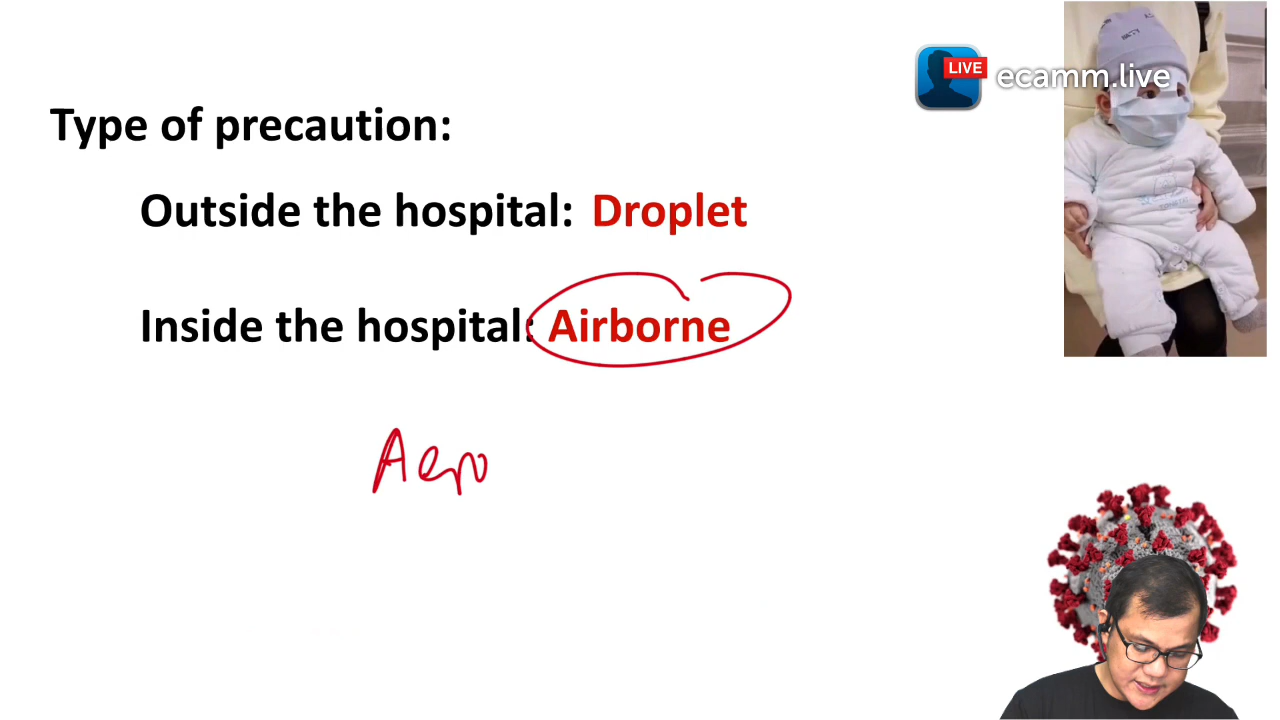 LIVE ecamm.live
Type of precaution:
Outside the hospital: Droplet
Inside the hospital: Airborne
Aero